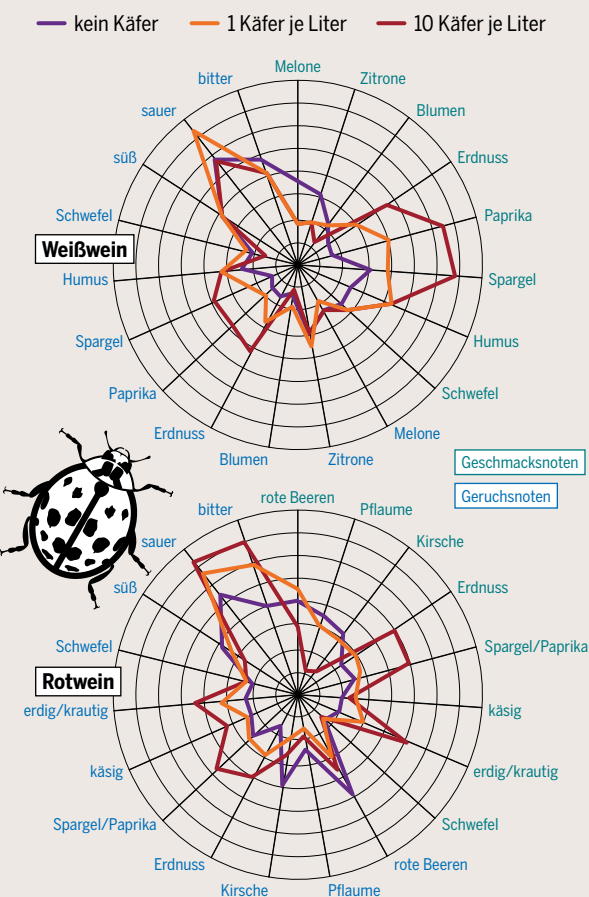 kein Käfer
1 Käfer je Liter
10 Käfer je Liter
Weißwein
Melone
Zitrone
Blumen
Erdnuss
Paprika
Spargel
Humus
Schwefel
Melone
Zitrone
Blumen
Erdnuss
Paprika
Spargel
Humus
Schwefel
süß
sauer
bitter
Geschmacksnoten
Geruchsnoten
Rotwein
rote Beeren
Pflaume
Kirsche
Erdnuss
Spargel/Paprika
käsig
erdig/krautig
Schwefel
rote Beeren
Pflaume
Kirsche
Erdnuss
Spargel/Paprika
käsig
erdig/krautig
Schwefel
süß
sauer
bitter